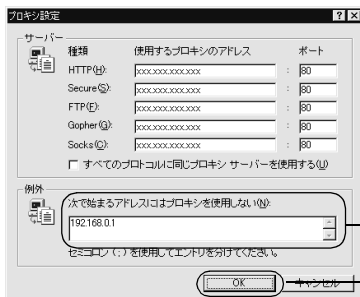 プロキシ設定
サーバー
種類 使用するプロキシのアドレス ポート
HTTP(H): xxx.xxx.xxx.xxx : 80
Secure(S): xxx.xxx.xxx.xxx : 80
FTP(F): xxx.xxx.xxx.xxx : 80
Gopher(G): xxx.xxx.xxx.xxx : 80
Socks(C): xxx.xxx.xxx.xxx : 80
すべてのプロトコルに同じプロキシ サーバーを使用する(U)
例外
次で始まるアドレスにはプロキシを使用しない(N):
192.168.0.1
セミコロン ( ; ) を使用してエントリを分けてください。
OK キャンセル